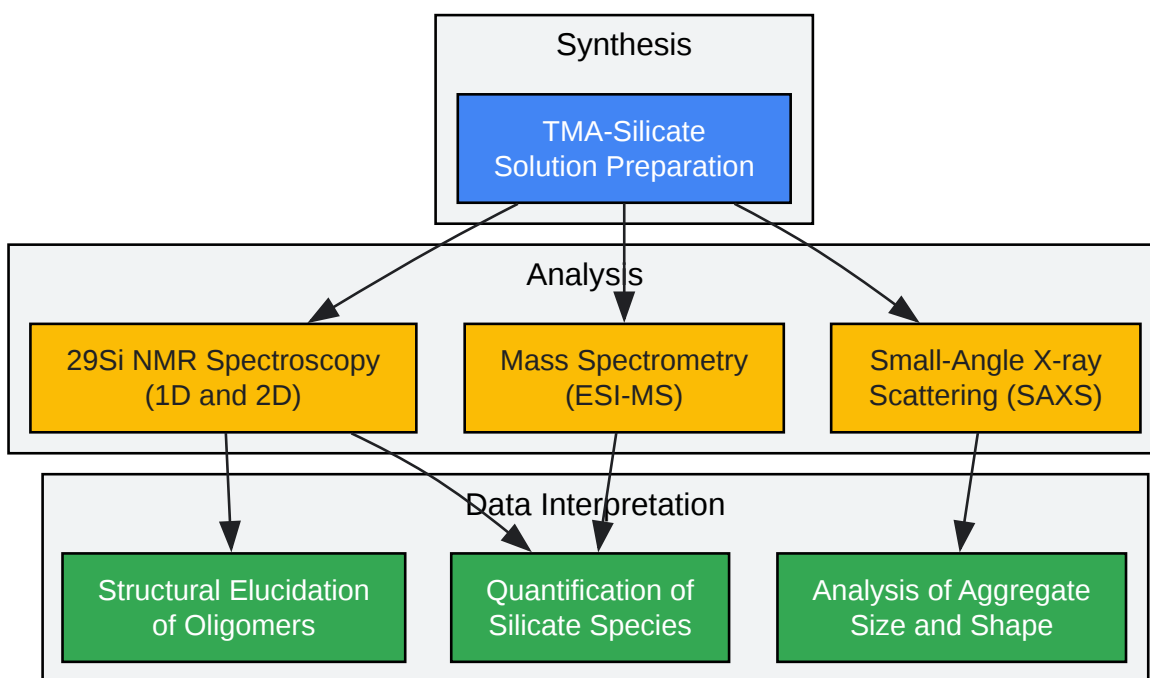 Synthesis
TMA-Silicate
Solution Preparation
Analysis
29Si NMR Spectroscopy
(1D and 2D)
Mass Spectrometry
(ESI-MS)
Small-Angle X-ray
Scattering (SAXS)
Data Interpretation
Structural Elucidation
of Oligomers
Quantification of
Silicate Species
Analysis of Aggregate
Size and Shape